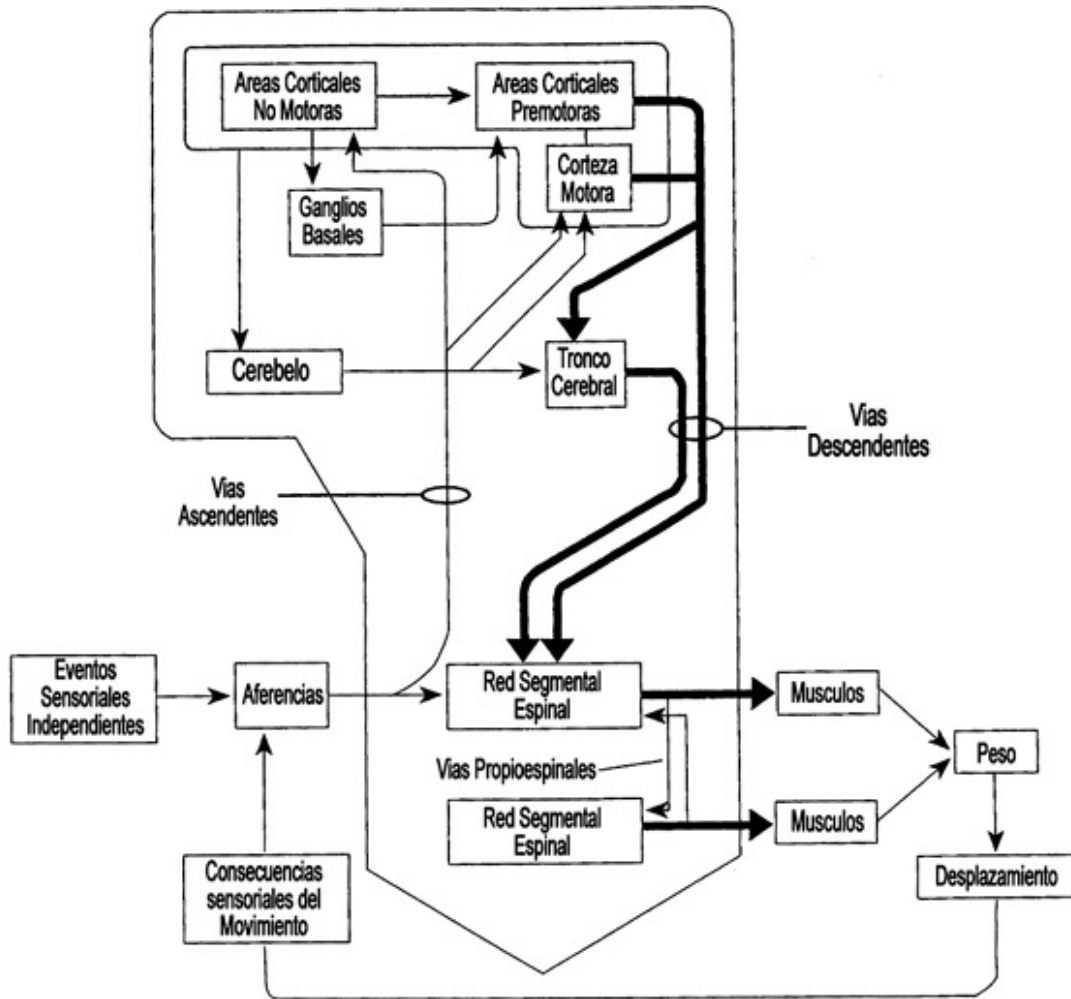 Areas Corticales
No Motoras
Areas Corticales
Premotoras
Corteza
Motora
Ganglios
Basales
Cerebelo
Tronco
Cerebral
Vias
Descendentes
Vias
Ascendentes
Eventos
Sensoriales
Independientes
Aferencias
Red Segmental
Espinal
Musculos
Peso
Vias Propioespinales
Red Segmental
Espinal
Musculos
Consecuencias
sensoriales del
Movimiento
Desplazamiento